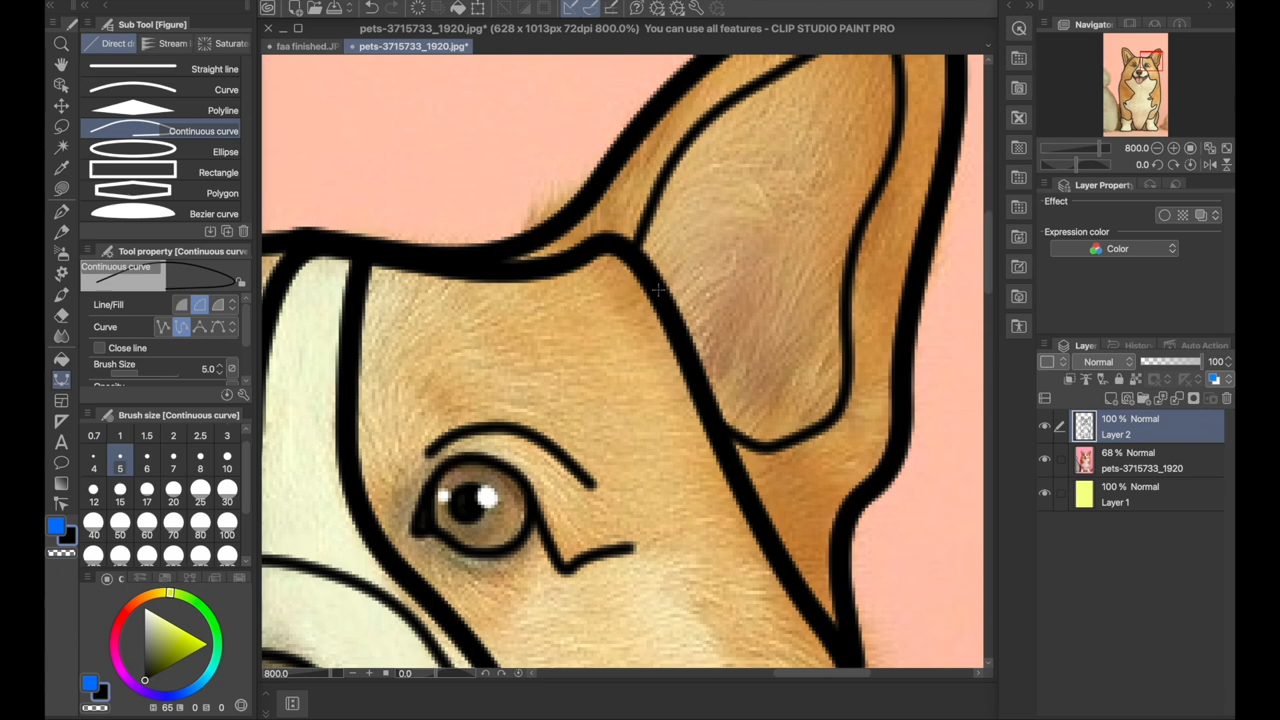 pets-3715733_1920.jpg* (628 x 1013px 72dpi 800.0%) You can use all features - CLIP STUDIO PAINT PRO
faa finished.JP
pets-3715733_1920.jpg*
Sub Tool [Figure]
Direct d
Stream
Saturate
Straight line
Curve
Polyline
Continuous curve
Ellipse
Rectangle
Polygon
Bezier curve
Tool property [Continuous curve
Continuous curve
Line/Fill
Curve
Close line
Brush Size
5.0
Brush size [Continuous curve]
0.7 1 1.5 2 2.5 3
4 5 6 7 8 10
12 15 17 20 25 30
40 50 60 70 80 100
c
H 65 L 0 S 0
800.0
0.0
Navigator
800.0
0.0
Layer Property
Effect
Expression color
Color
Layer
History
Auto Action
Normal
100
100 % Normal
Layer 2
68 % Normal
pets-3715733_1920
100 % Normal
Layer 1